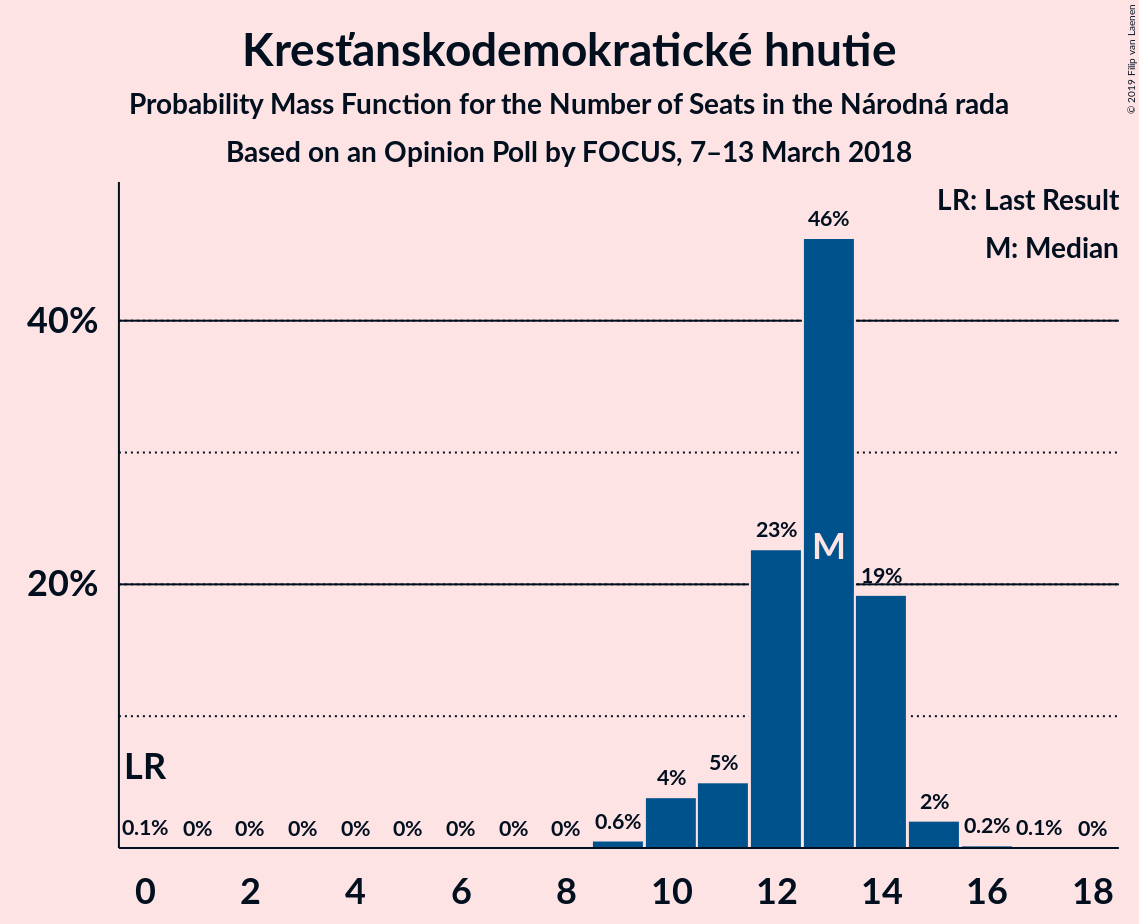 Kresťanskodemokratické hnutie
Probability Mass Function for the Number of Seats in the Národná rada
Based on an Opinion Poll by FOCUS, 7–13 March 2018
© 2019 Filip van Laenen
LR: Last Result
M: Median
46%
40%
23%
M
20%
19%
LR
5%
4%
2%
0.1% 0% 0% 0% 0% 0% 0% 0% 0% 0.6% 0.2% 0.1% 0%
0 2 4 6 8 10 12 14 16 18